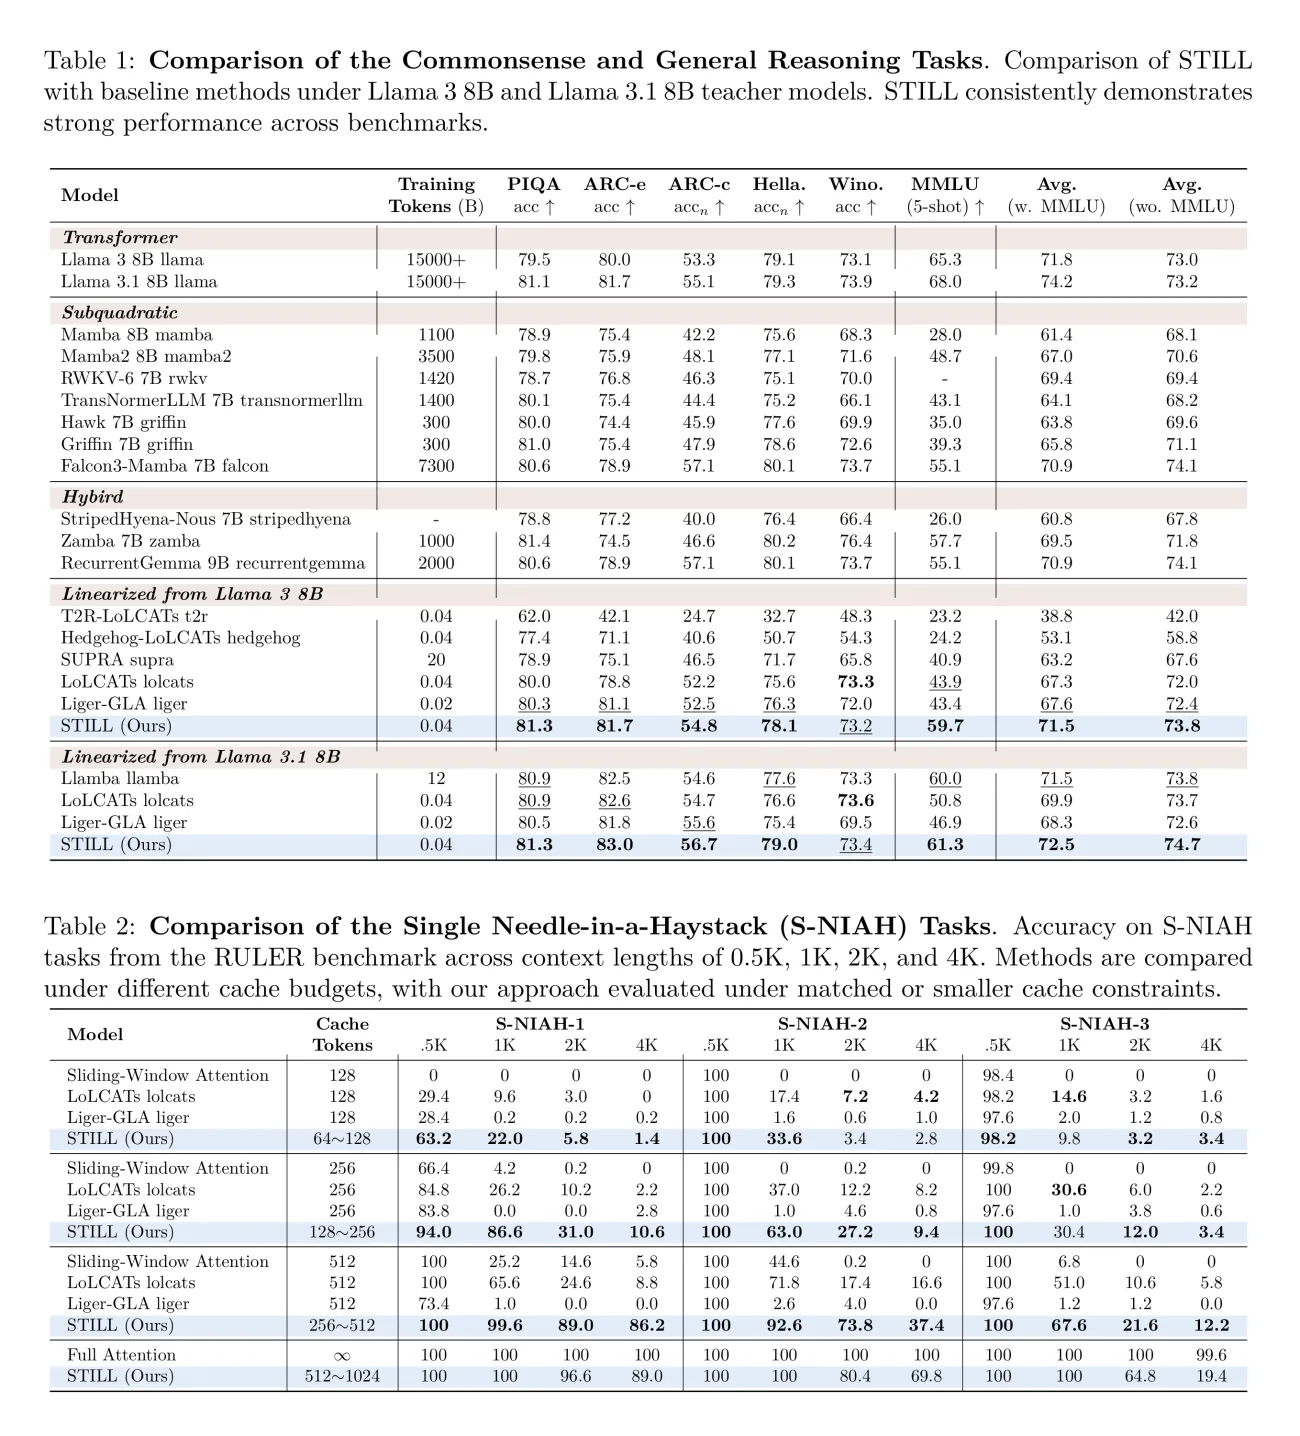 Table 1: Comparison of the Commonsense and General Reasoning Tasks. Comparison of STILL
with baseline methods under Llama 3 8B and Llama 3.1 8B teacher models. STILL consistently demonstrates
strong performance across benchmarks.
Model Training Tokens (B) PIQA acc ↑ ARC-e acc ↑ ARC-c accn ↑ Hella. accn ↑ Wino. acc ↑ MMLU (5-shot) ↑ Avg. (w. MMLU) Avg. (wo. MMLU)
Transformer
Llama 3 8B llama 15000+ 79.5 80.0 53.3 79.1 73.1 65.3 71.8 73.0
Llama 3.1 8B llama 15000+ 81.1 81.7 55.1 79.3 73.9 68.0 74.2 73.2
Subquadratic
Mamba 8B mamba 1100 78.9 75.4 42.2 75.6 68.3 28.0 61.4 68.1
Mamba2 8B mamba2 3500 79.8 75.9 48.1 77.1 71.6 48.7 67.0 70.6
RWKV-6 7B rwkv 1420 78.7 76.8 46.3 75.1 70.0 - 69.4 69.4
TransNormerLLM 7B transnormerllm 1400 80.1 75.4 44.4 75.2 66.1 43.1 64.1 68.2
Hawk 7B griffin 300 80.0 74.4 45.9 77.6 69.9 35.0 63.8 69.6
Griffin 7B griffin 300 81.0 75.4 47.9 78.6 72.6 39.3 65.8 71.1
Falcon3-Mamba 7B falcon 7300 80.6 78.9 57.1 80.1 73.7 55.1 70.9 74.1
Hybird
StripedHyena-Nous 7B stripedhyena - 78.8 77.2 40.0 76.4 66.4 26.0 60.8 67.8
Zamba 7B zamba 1000 81.4 74.5 46.6 80.2 76.4 57.7 69.5 71.8
RecurrentGemma 9B recurrentgemma 2000 80.6 78.9 57.1 80.1 73.7 55.1 70.9 74.1
Linearized from Llama 3 8B
T2R-LoLCATs t2r 0.04 62.0 42.1 24.7 32.7 48.3 23.2 38.8 42.0
Hedgehog-LoLCATs hedgehog 0.04 77.4 71.1 40.6 50.7 54.3 24.2 53.1 58.8
SUPRA supra 20 78.9 75.1 46.5 71.7 65.8 40.9 63.2 67.6
LoLCATs lolcats 0.04 80.0 78.8 52.2 75.6 73.3 43.9 67.3 72.0
Liger-GLA liger 0.02 80.3 81.1 52.5 76.3 72.0 43.4 67.6 72.4
STILL (Ours) 0.04 81.3 81.7 54.8 78.1 73.2 59.7 71.5 73.8
Linearized from Llama 3.1 8B
Llamba llamba 12 80.9 82.5 54.6 77.6 73.3 60.0 71.5 73.8
LoLCATs lolcats 0.04 80.9 82.6 54.7 76.6 73.6 50.8 69.9 73.7
Liger-GLA liger 0.02 80.5 81.8 55.6 75.4 69.5 46.9 68.3 72.6
STILL (Ours) 0.04 81.3 83.0 56.7 79.0 73.4 61.3 72.5 74.7
Table 2: Comparison of the Single Needle-in-a-Haystack (S-NIAH) Tasks. Accuracy on S-NIAH
tasks from the RULER benchmark across context lengths of 0.5K, 1K, 2K, and 4K. Methods are compared
under different cache budgets, with our approach evaluated under matched or smaller cache constraints.
Model Cache Tokens S-NIAH-1 S-NIAH-2 S-NIAH-3
.5K 1K 2K 4K .5K 1K 2K 4K .5K 1K 2K 4K
Sliding-Window Attention 128 0 0 0 0 100 0 0 0 98.4 0 0 0
LoLCATs lolcats 128 29.4 9.6 3.0 0 100 17.4 7.2 4.2 98.2 14.6 3.2 1.6
Liger-GLA liger 128 28.4 0.2 0.2 0.2 100 1.6 0.6 1.0 97.6 2.0 1.2 0.8
STILL (Ours) 64∼128 63.2 22.0 5.8 1.4 100 33.6 3.4 2.8 98.2 9.8 3.2 3.4
Sliding-Window Attention 256 66.4 4.2 0.2 0 100 0 0.2 0 99.8 0 0 0
LoLCATs lolcats 256 84.8 26.2 10.2 2.2 100 37.0 12.2 8.2 100 30.6 6.0 2.2
Liger-GLA liger 256 83.8 0.0 0.0 2.8 100 1.0 4.6 0.8 97.6 1.0 3.8 0.6
STILL (Ours) 128∼256 94.0 86.6 31.0 10.6 100 63.0 27.2 9.4 100 30.4 12.0 3.4
Sliding-Window Attention 512 100 25.2 14.6 5.8 100 44.6 0.2 0 100 6.8 0 0
LoLCATs lolcats 512 100 65.6 24.6 8.8 100 71.8 17.4 16.6 100 51.0 10.6 5.8
Liger-GLA liger 512 73.4 1.0 0.0 0.0 100 2.6 4.0 0.0 97.6 1.2 1.2 0.0
STILL (Ours) 256∼512 100 99.6 89.0 86.2 100 92.6 73.8 37.4 100 67.6 21.6 12.2
Full Attention ∞ 100 100 100 100 100 100 100 100 100 100 100 99.6
STILL (Ours) 512∼1024 100 100 96.6 89.0 100 100 80.4 69.8 100 100 64.8 19.4